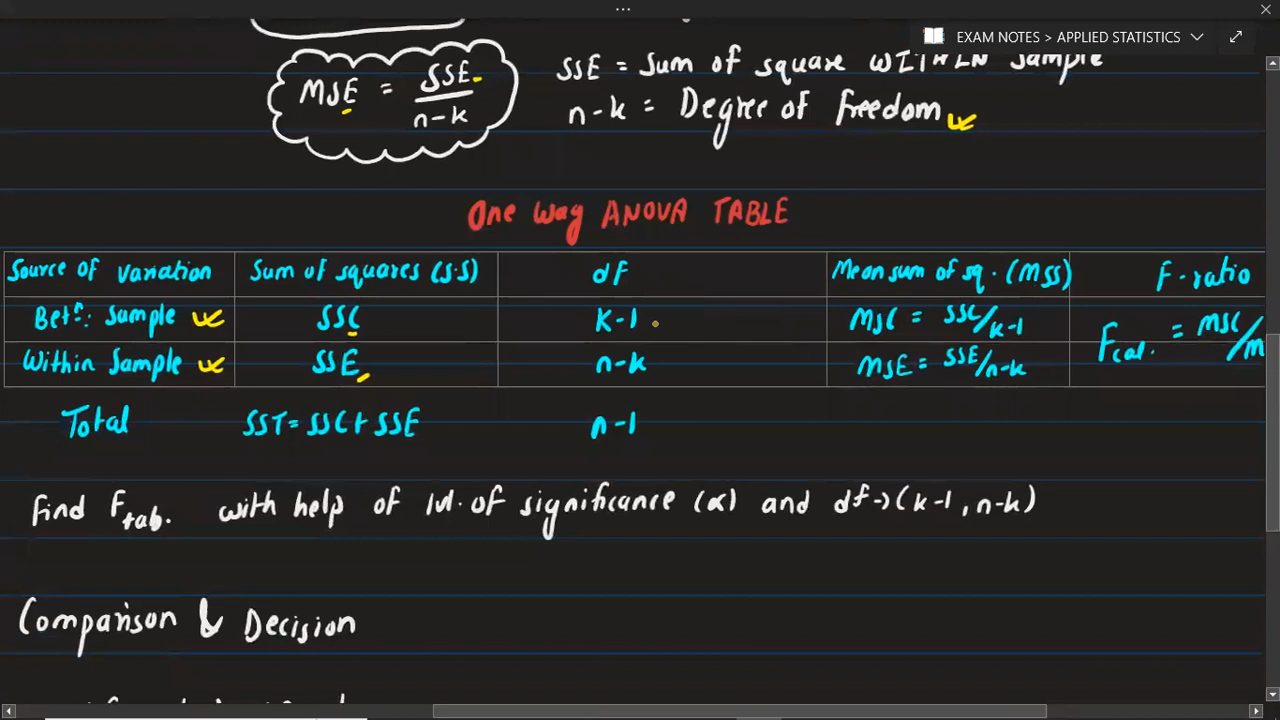 EXAM NOTES > APPLIED STATISTICS
MSE = SSE/n-k
SSE = Sum of square WITHIN sample
n-k = Degree of Freedom
One Way ANOVA TABLE
Source of variation Sum of squares (S.S) dF Mean sum of sq. (MSS) F-ratio
Betn: Sample SSC K-1 MSC = SSC/k-1 Fcal. = MSC/M
Within Sample SSE n-k MSE = SSE/n-k
Total SST = SSC + SSE n-1
Find Ftab. with help of lvl. of significance (α) and df→(k-1, n-k)
Comparison & Decision